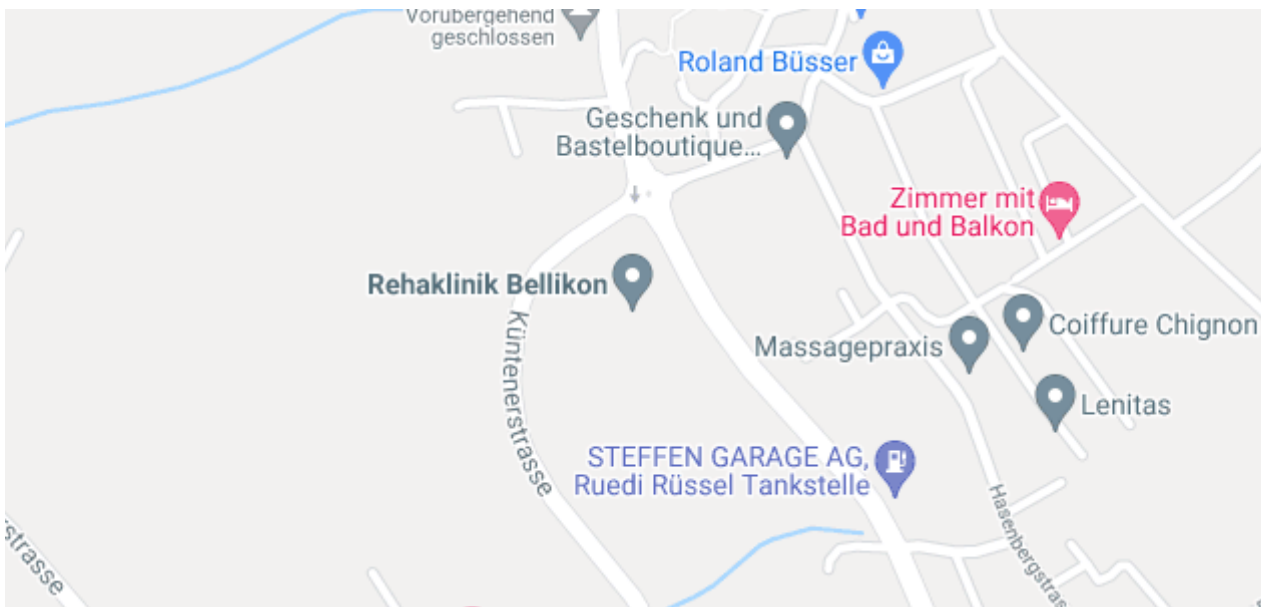 Vorübergehend
geschlossen
Roland Büsser
Geschenk und
Bastelboutique...
Zimmer mit
Bad und Balkon
Rehaklinik Bellikon
Küntenerstrasse
Coiffure Chignon
Massagepraxis
Lenitas
STEFFEN GARAGE AG,
Ruedi Rüssel Tankstelle
Hasenbergstras
strasse